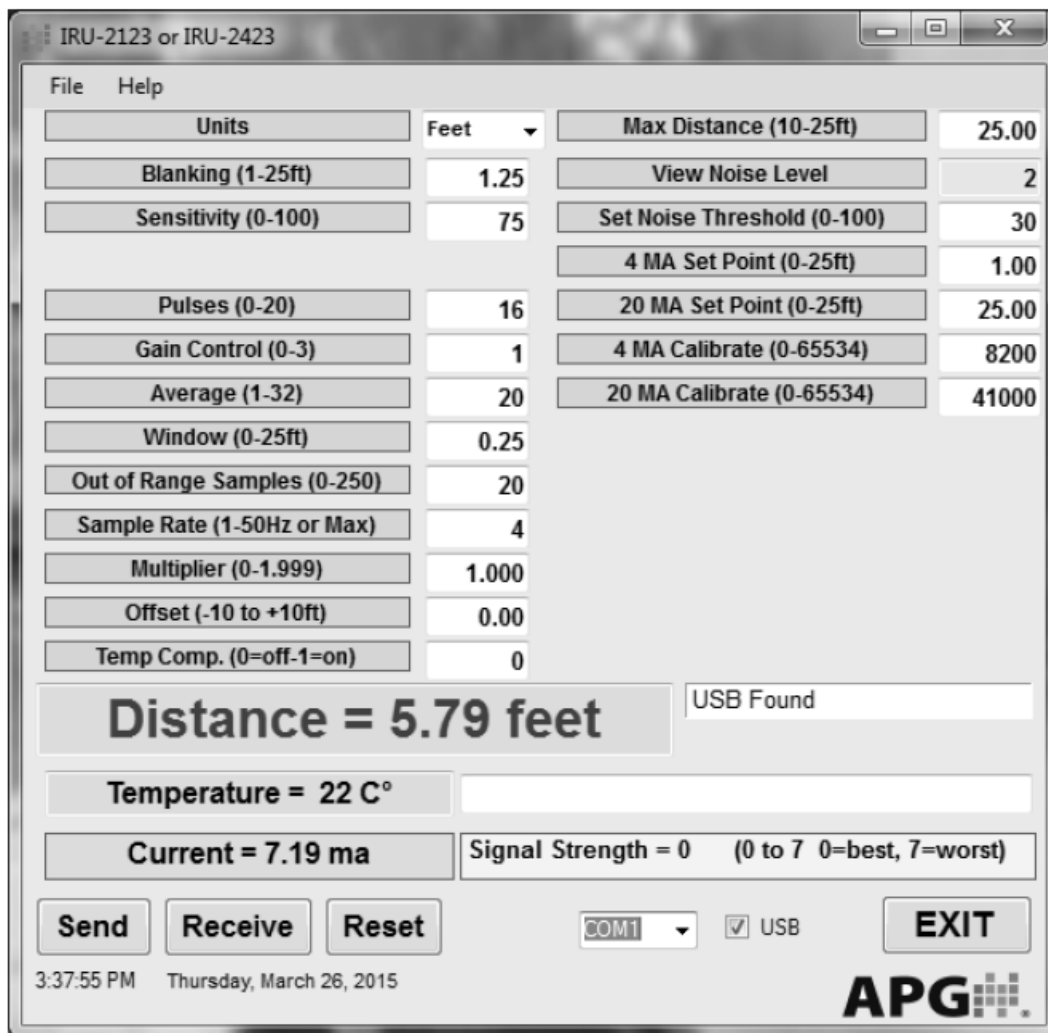 IRU-2123 or IRU-2423
File Help
Units Feet Max Distance (10-25ft) 25.00
Blanking (1-25ft) 1.25 View Noise Level 2
Sensitivity (0-100) 75 Set Noise Threshold (0-100) 30
4 MA Set Point (0-25ft) 1.00
Pulses (0-20) 16 20 MA Set Point (0-25ft) 25.00
Gain Control (0-3) 1 4 MA Calibrate (0-65534) 8200
Average (1-32) 20 20 MA Calibrate (0-65534) 41000
Window (0-25ft) 0.25
Out of Range Samples (0-250) 20
Sample Rate (1-50Hz or Max) 4
Multiplier (0-1.999) 1.000
Offset (-10 to +10ft) 0.00
Temp Comp. (0=off-1=on) 0
Distance = 5.79 feet USB Found
Temperature = 22 C°
Current = 7.19 ma Signal Strength = 0 (0 to 7 0=best, 7=worst)
Send Receive Reset COM1 USB EXIT
3:37:55 PM Thursday, March 26, 2015 APG